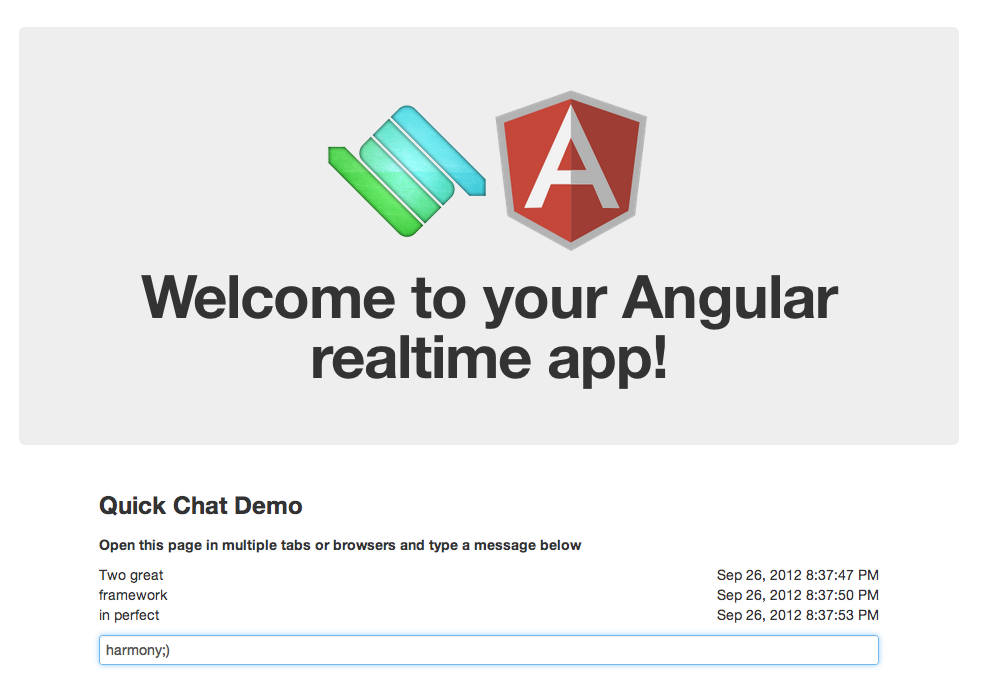 A
Welcome to your Angular
realtime app!
Quick Chat Demo
Open this page in multiple tabs or browsers and type a message below
Two great Sep 26, 2012 8:37:47 PM
framework Sep 26, 2012 8:37:50 PM
in perfect Sep 26, 2012 8:37:53 PM
harmony;)